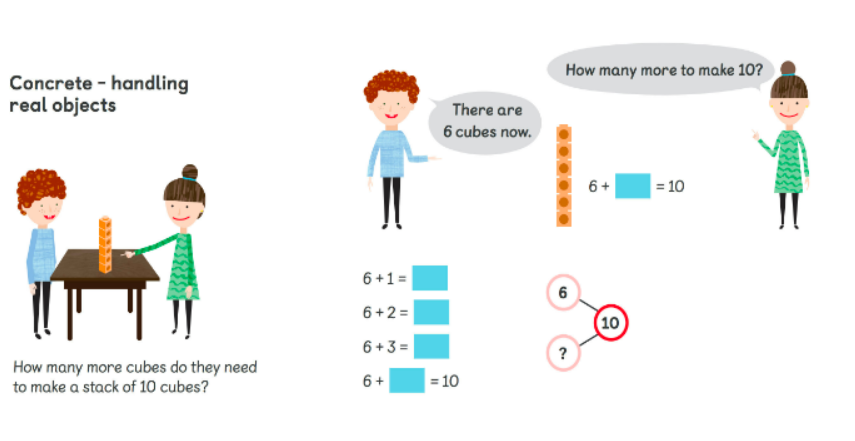 Concrete – handling
real objects
How many more cubes do they need
to make a stack of 10 cubes?
There are
6 cubes now.
How many more to make 10?
6 + = 10
6 + 1 =
6 + 2 =
6 + 3 =
6 + = 10
6
10
?